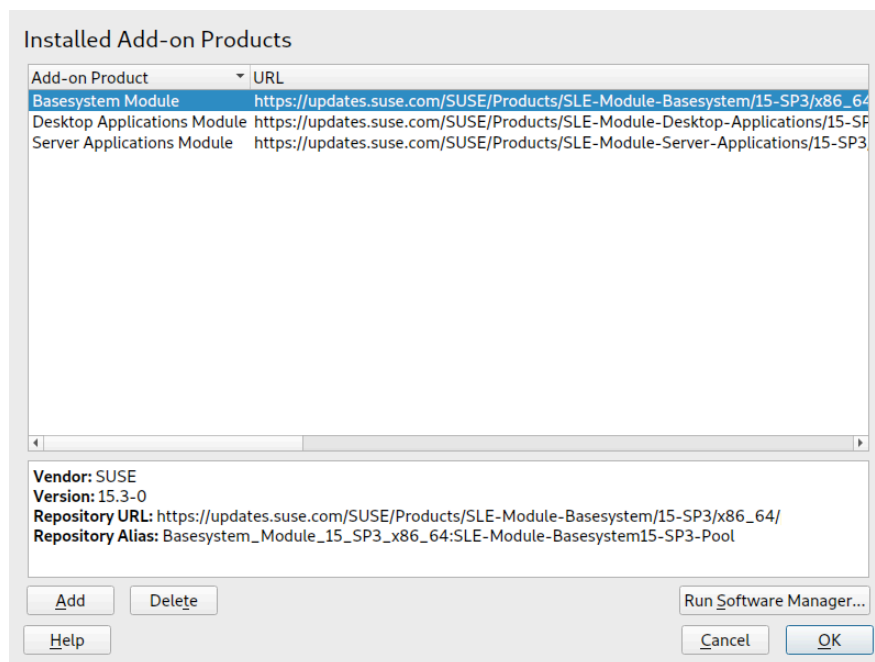 Installed Add-on Products
Add-on Product URL
Basesystem Module https://updates.suse.com/SUSE/Products/SLE-Module-Basesystem/15-SP3/x86_64
Desktop Applications Module https://updates.suse.com/SUSE/Products/SLE-Module-Desktop-Applications/15-SP
Server Applications Module https://updates.suse.com/SUSE/Products/SLE-Module-Server-Applications/15-SP3
Vendor: SUSE
Version: 15.3-0
Repository URL: https://updates.suse.com/SUSE/Products/SLE-Module-Basesystem/15-SP3/x86_64/
Repository Alias: Basesystem_Module_15_SP3_x86_64:SLE-Module-Basesystem15-SP3-Pool
Add Delete Run Software Manager...
Help Cancel OK